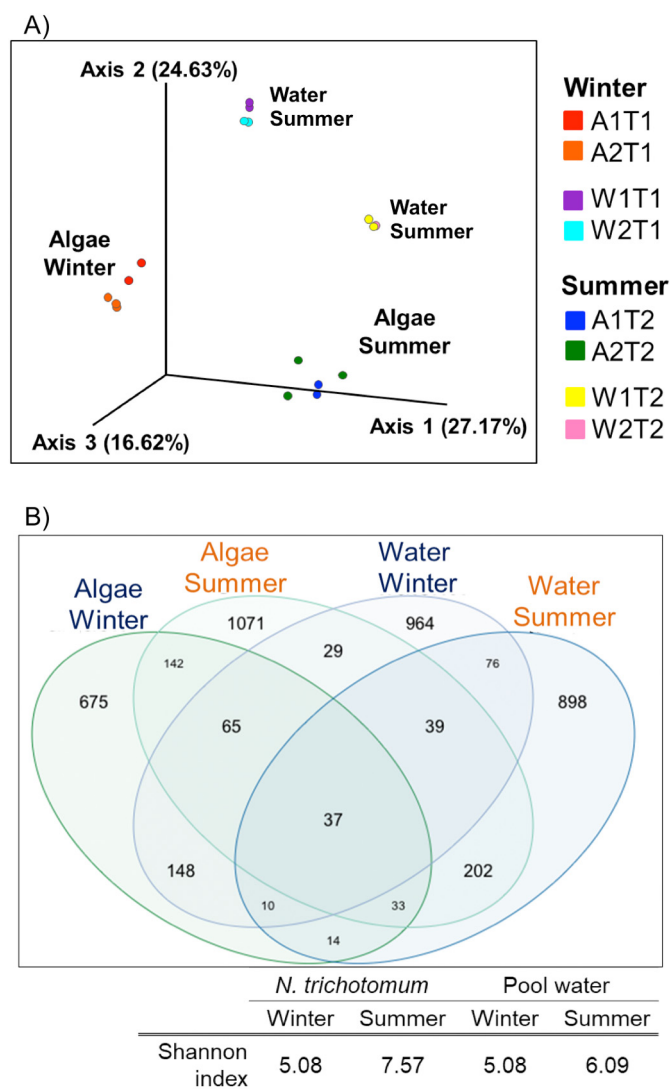 A)
Axis 2 (24.63%)
Water
Summer
Water
Summer
Algae
Winter
Algae
Summer
Axis 3 (16.62%)
Axis 1 (27.17%)
Winter
A1T1
A2T1
W1T1
W2T1
Summer
A1T2
A2T2
W1T2
W2T2
B)
Algae
Winter
Algae
Summer
Water
Winter
Water
Summer
1071
964
29
142
76
675
898
65
39
37
148
202
10
33
14
N. trichotomum Pool water
Winter Summer Winter Summer
Shannon
index 5.08 7.57 5.08 6.09